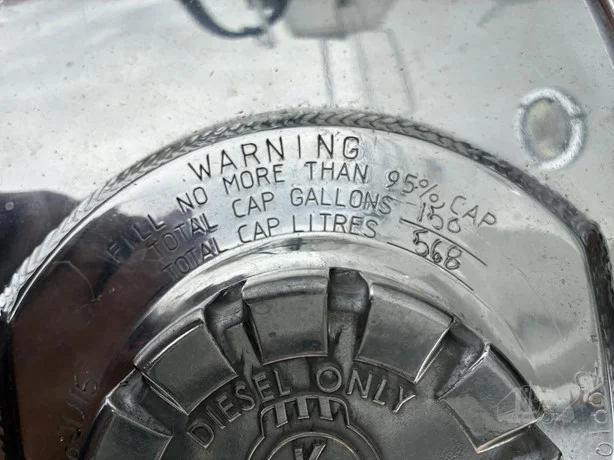 WARNING
FILL NO MORE THAN 95% CAP
TOTAL CAP GALLONS 150
TOTAL CAP LITRES 568
DIESEL ONLY
K